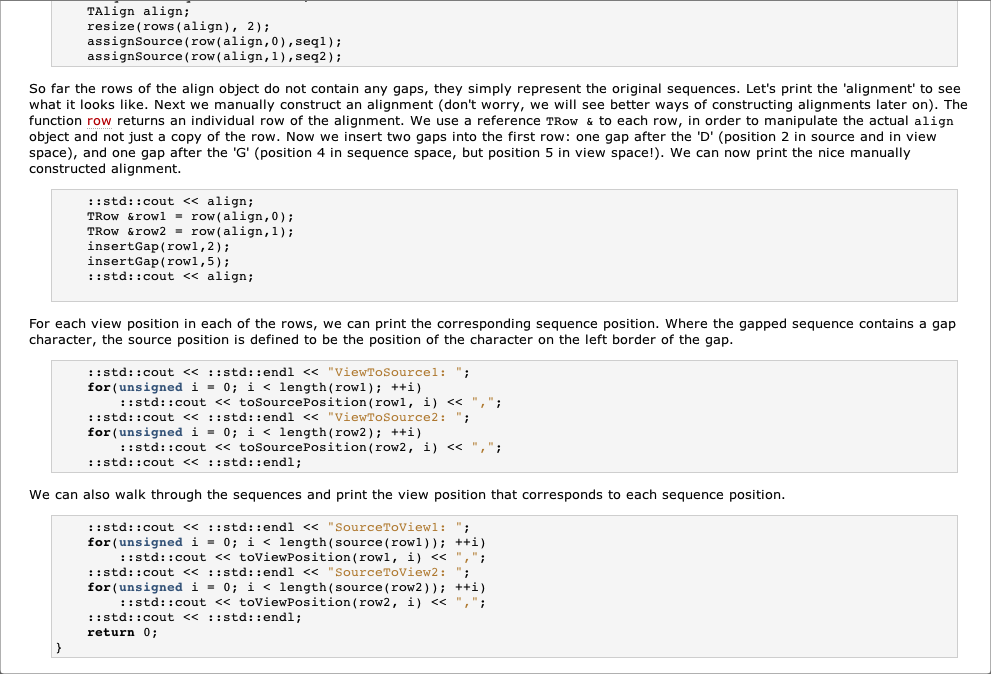 TAlign align;
resize(rows(align), 2);
assignSource(row(align,0),seq1);
assignSource(row(align,1),seq2);
So far the rows of the align object do not contain any gaps, they simply represent the original sequences. Let's print the 'alignment' to see
what it looks like. Next we manually construct an alignment (don't worry, we will see better ways of constructing alignments later on). The
function row returns an individual row of the alignment. We use a reference TRow & to each row, in order to manipulate the actual align
object and not just a copy of the row. Now we insert two gaps into the first row: one gap after the 'D' (position 2 in source and in view
space), and one gap after the 'G' (position 4 in sequence space, but position 5 in view space!). We can now print the nice manually
constructed alignment.
::std::cout << align;
TRow &row1 = row(align,0);
TRow &row2 = row(align,1);
insertGap(row1,2);
insertGap(row1,5);
::std::cout << align;
For each view position in each of the rows, we can print the corresponding sequence position. Where the gapped sequence contains a gap
character, the source position is defined to be the position of the character on the left border of the gap.
::std::cout << ::std::endl << "ViewToSource1: ";
for(unsigned i = 0; i < length(row1); ++i)
::std::cout << toSourcePosition(row1, i) << ",";
::std::cout << ::std::endl << "ViewToSource2: ";
for(unsigned i = 0; i < length(row2); ++i)
::std::cout << toSourcePosition(row2, i) << ",";
::std::cout << ::std::endl;
We can also walk through the sequences and print the view position that corresponds to each sequence position.
::std::cout << ::std::endl << "SourceToView1: ";
for(unsigned i = 0; i < length(source(row1)); ++i)
::std::cout << toViewPosition(row1, i) << ",";
::std::cout << ::std::endl << "SourceToView2: ";
for(unsigned i = 0; i < length(source(row2)); ++i)
::std::cout << toViewPosition(row2, i) << ",";
::std::cout << ::std::endl;
return 0;
}